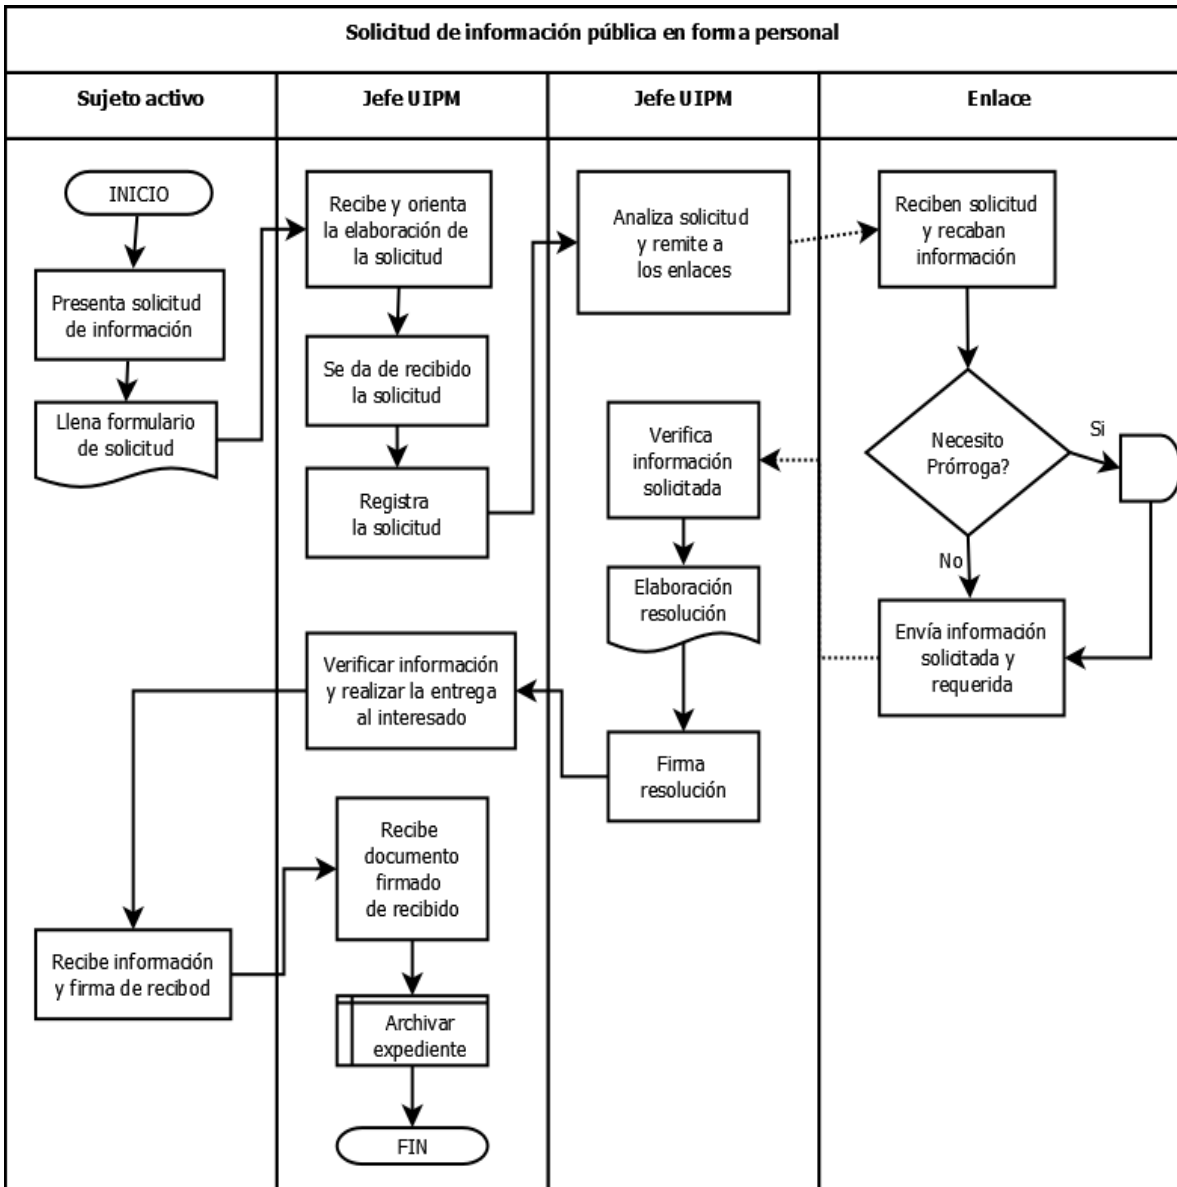 Solicitud de información pública en forma personal
Sujeto activo
Jefe UIPM
Jefe UIPM
Enlace
INICIO
Presenta solicitud
de información
Llena formulario
de solicitud
Recibe y orienta
la elaboración de
la solicitud
Se da de recibido
la solicitud
Registra
la solicitud
Analiza solicitud
y remite a
los enlaces
Reciben solicitud
y recaban
información
Necesito
Prórroga?
Si
No
Envía información
solicitada y
requerida
Verifica
información
solicitada
Elaboración
resolución
Firma
resolución
Verificar información
y realizar la entrega
al interesado
Recibe información
y firma de recibod
Recibe
documento
firmado
de recibido
Archivar
expediente
FIN